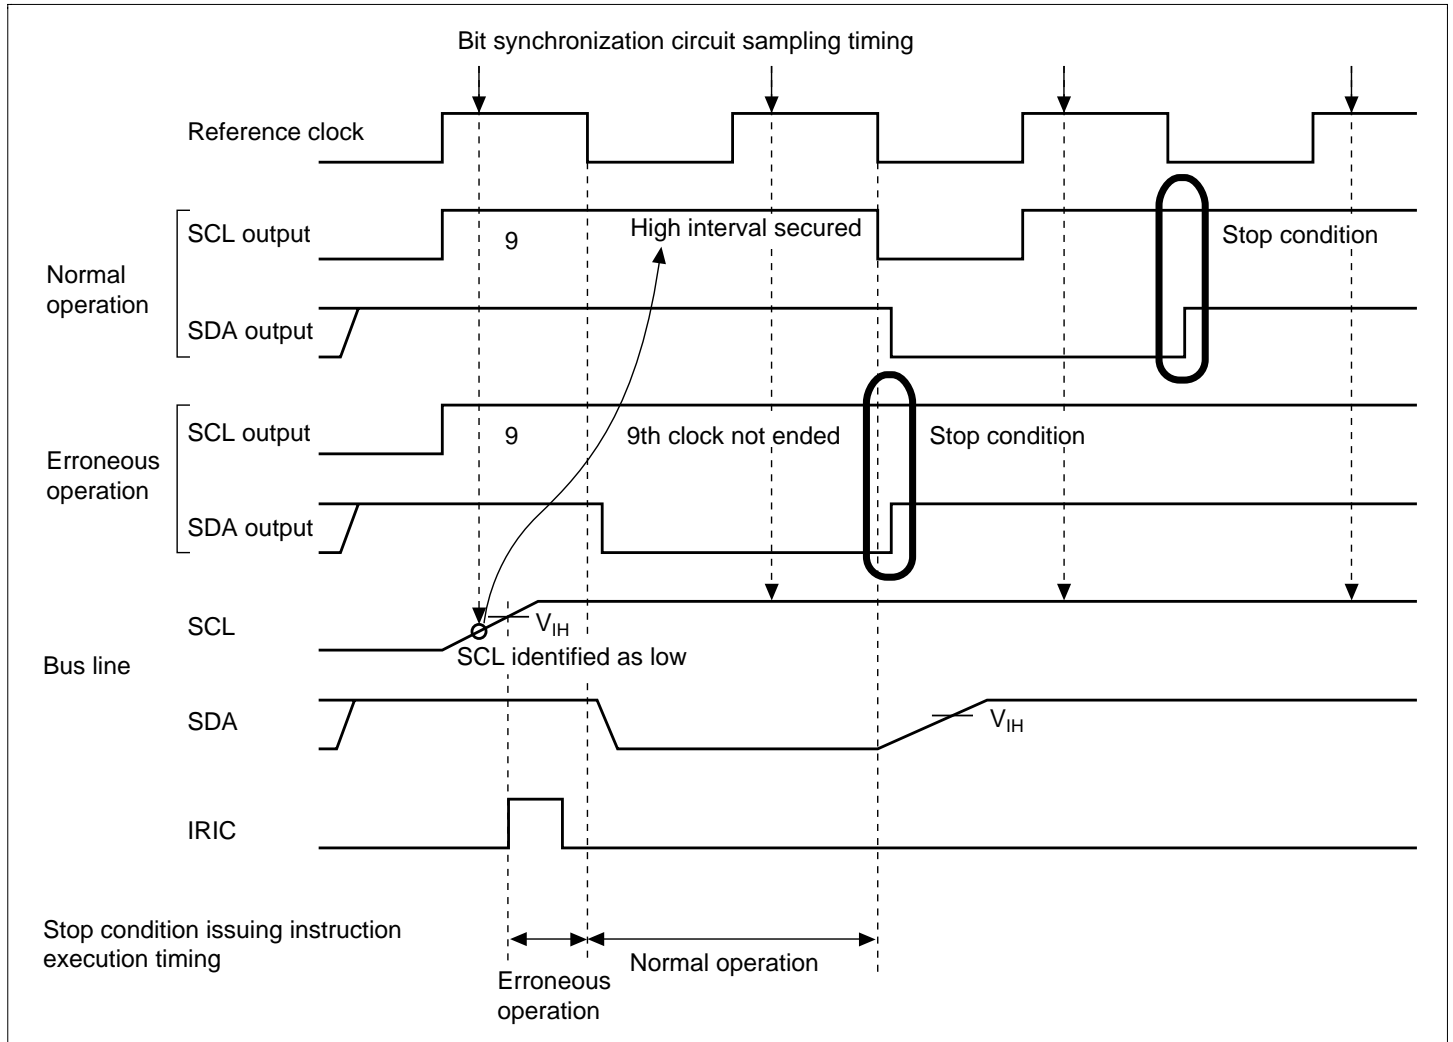 Bit synchronization circuit sampling timing
Reference clock
Normal
operation
SCL output
9
High interval secured
Stop condition
SDA output
Erroneous
operation
SCL output
9
9th clock not ended
Stop condition
SDA output
Bus line
SCL
VIH
SCL identified as low
SDA
VIH
IRIC
Stop condition issuing instruction
execution timing
Erroneous
operation
Normal operation